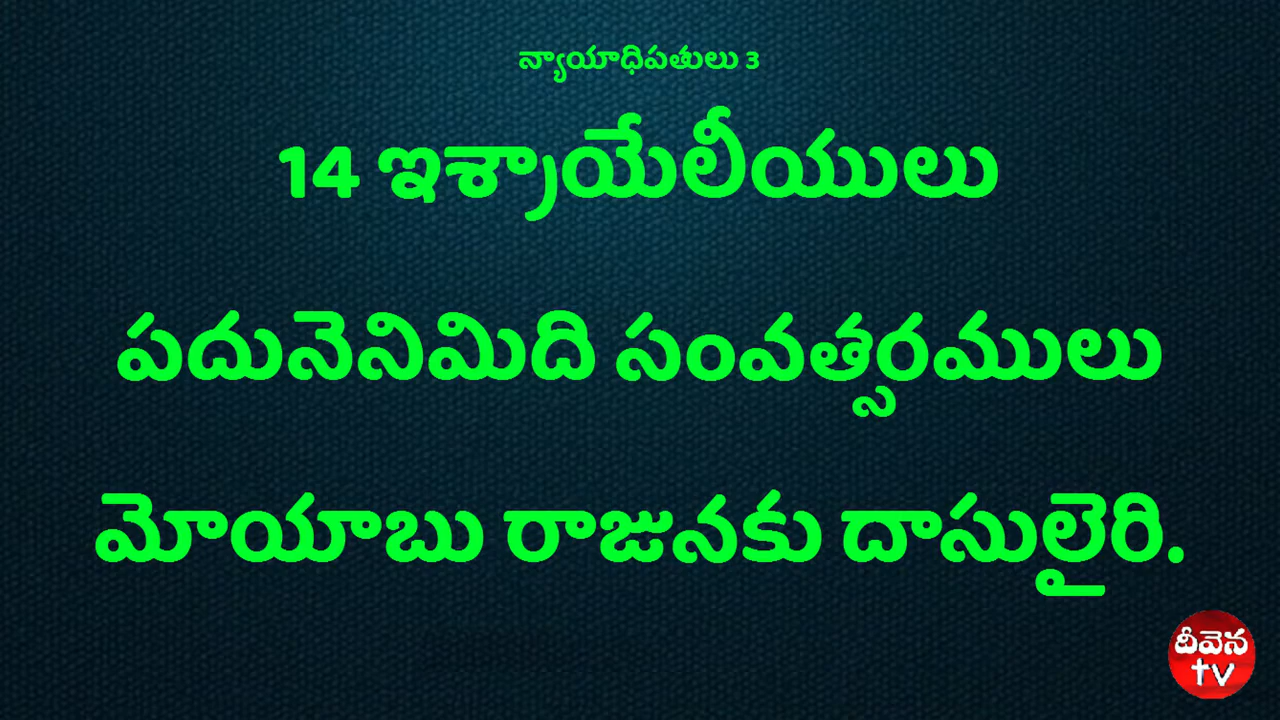 న్యాయాధిపతులు 3
14 ఇశ్రాయేలీయులు
పదునెనిమిది సంవత్సరములు
మోయాబు రాజునకు దాసులైరి.
దీవెన
tv